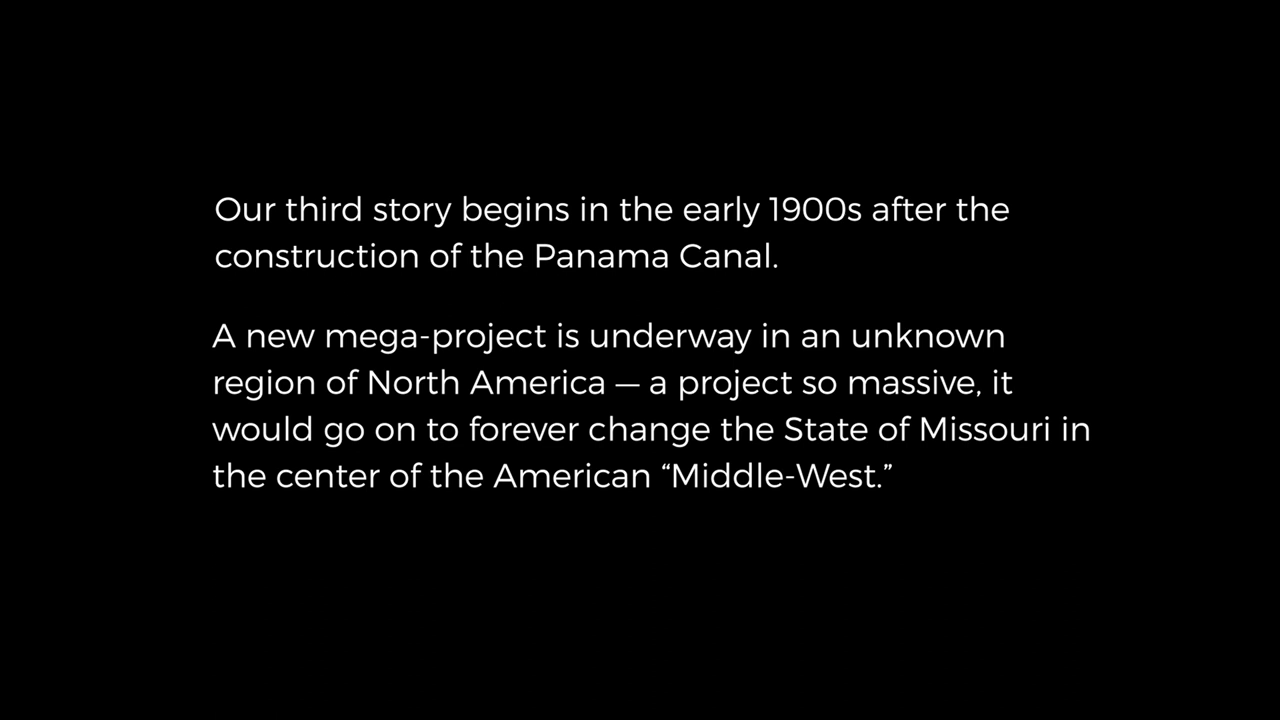 Our third story begins in the early 1900s after the
construction of the Panama Canal.
A new mega-project is underway in an unknown
region of North America — a project so massive, it
would go on to forever change the State of Missouri in
the center of the American “Middle-West.”